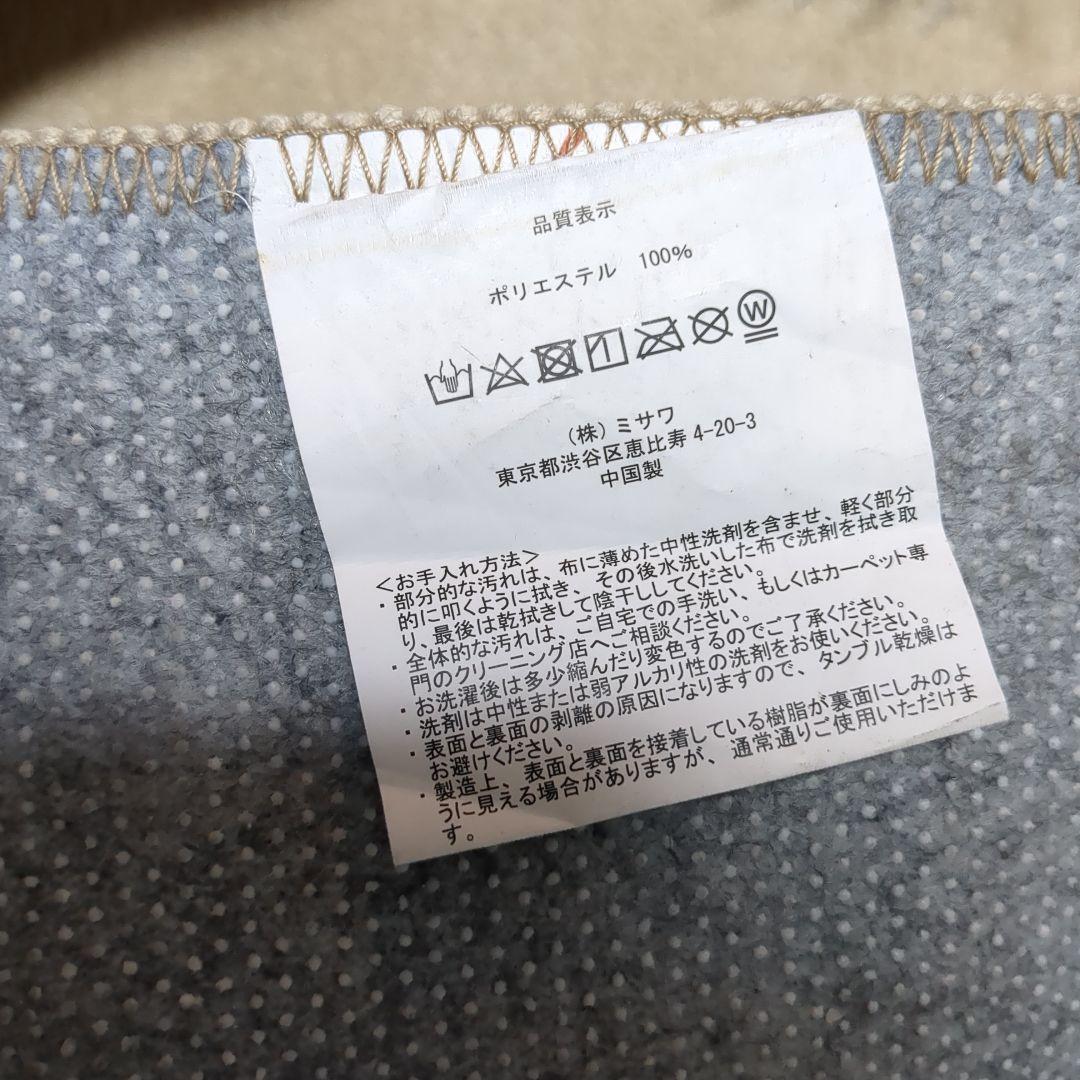 品質表示
ポリエステル 100%
W
(株)ミサワ
東京都渋谷区恵比寿 4-20-3
中国製
<お手入れ方法>
・部分的な汚れは、布に薄めた中性洗剤を含ませ、軽く部分
的に叩くように拭き、その後水洗いした布で洗剤を拭き取
り、最後は乾拭きして陰干ししてください。
・全体的な汚れは、ご自宅での手洗い、もしくはカーペット専
門のクリーニング店へご相談ください。
・お洗濯後は多少縮んだり変色するのでご了承ください。
・洗剤は中性または弱アルカリ性の洗剤をお使いください。
・表面と裏面の剥離の原因になりますので、タンブル乾燥は
お避けください。
・製造上、表面と裏面を接着している樹脂が裏面にしみのよ
うに見える場合がありますが、通常通りご使用いただけま
す。